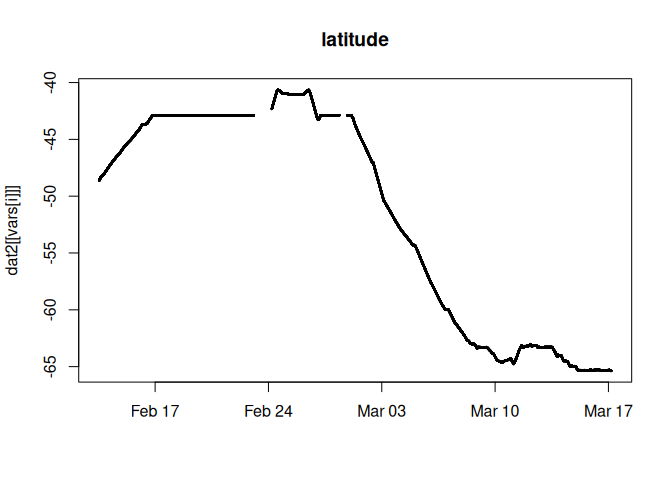 latitude
dat2[[vars[i]]]
-40
-45
-50
-55
-60
-65
Feb 17
Feb 24
Mar 03
Mar 10
Mar 17